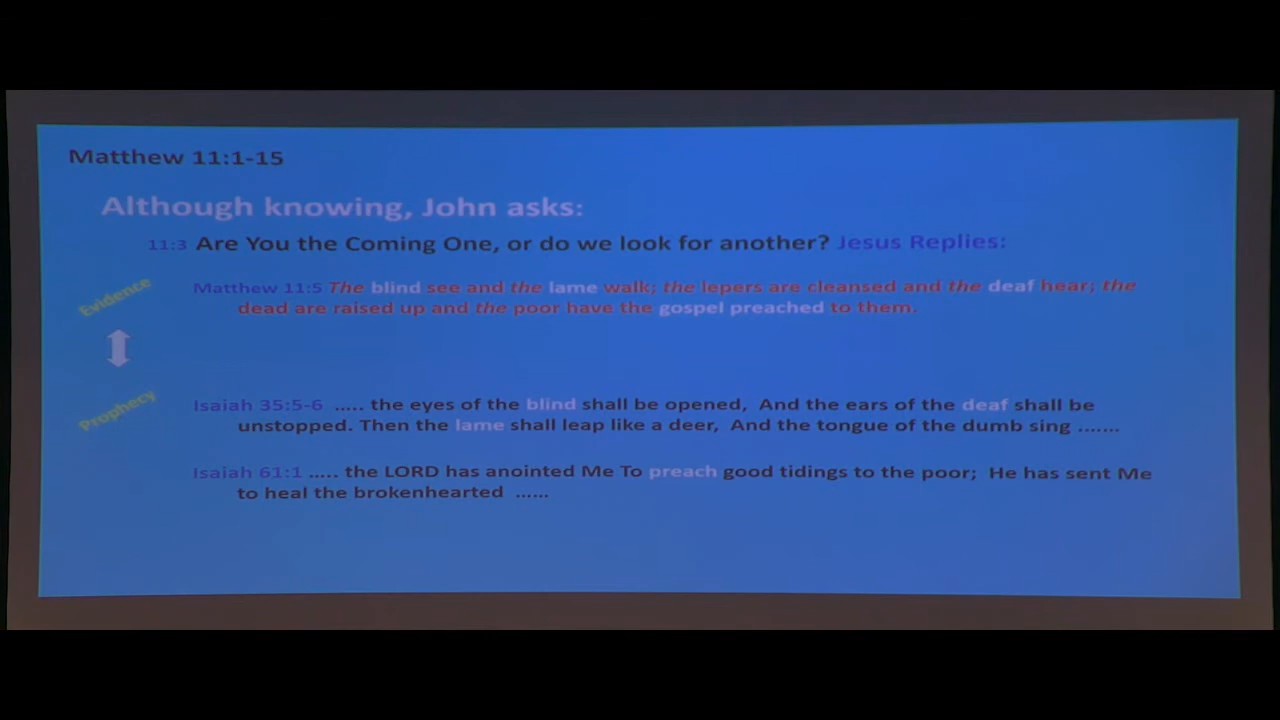 Matthew 11:1-15
Although knowing, John asks:
11:3 Are You the Coming One, or do we look for another? Jesus Replies:
Evidence
Matthew 11:5 The blind see and the lame walk; the lepers are cleansed and the deaf hear; the
dead are raised up and the poor have the gospel preached to them.
Prophecy
Isaiah 35:5-6 ..... the eyes of the blind shall be opened, And the ears of the deaf shall be
unstopped. Then the lame shall leap like a deer, And the tongue of the dumb sing .......
Isaiah 61:1 ..... the LORD has anointed Me To preach good tidings to the poor; He has sent Me
to heal the brokenhearted ......